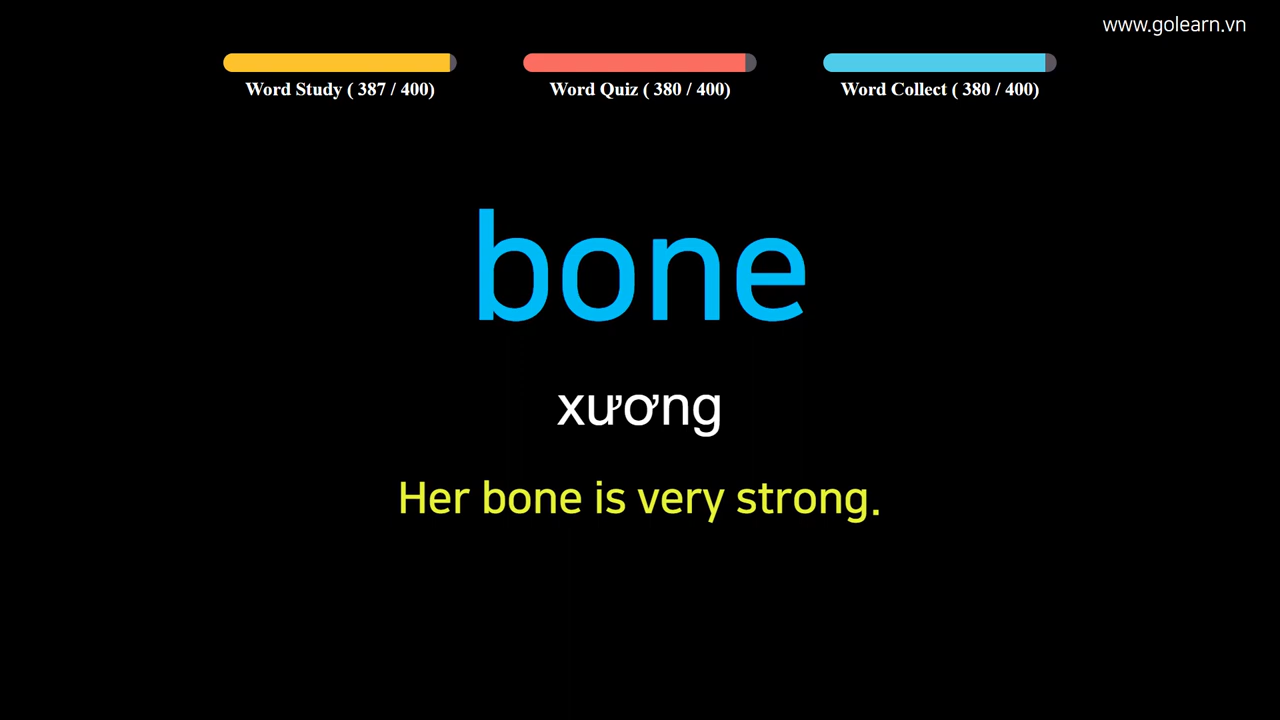 www.golearn.vn
Word Study ( 387 / 400)
Word Quiz ( 380 / 400)
Word Collect ( 380 / 400)
bone
xương
Her bone is very strong.